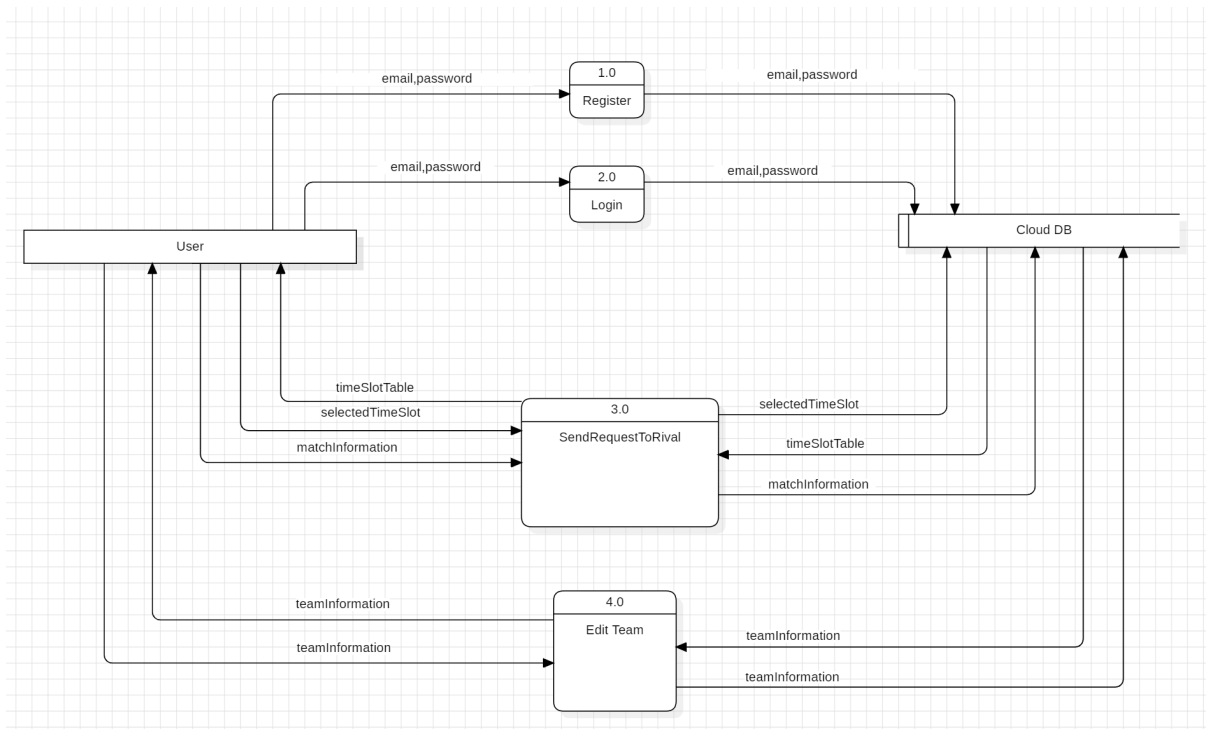 email,password
1.0
Register
email,password
email,password
2.0
Login
email,password
User
Cloud DB
timeSlotTable
selectedTimeSlot
matchInformation
3.0
SendRequestToRival
selectedTimeSlot
timeSlotTable
matchInformation
teamInformation
teamInformation
4.0
Edit Team
teamInformation
teamInformation